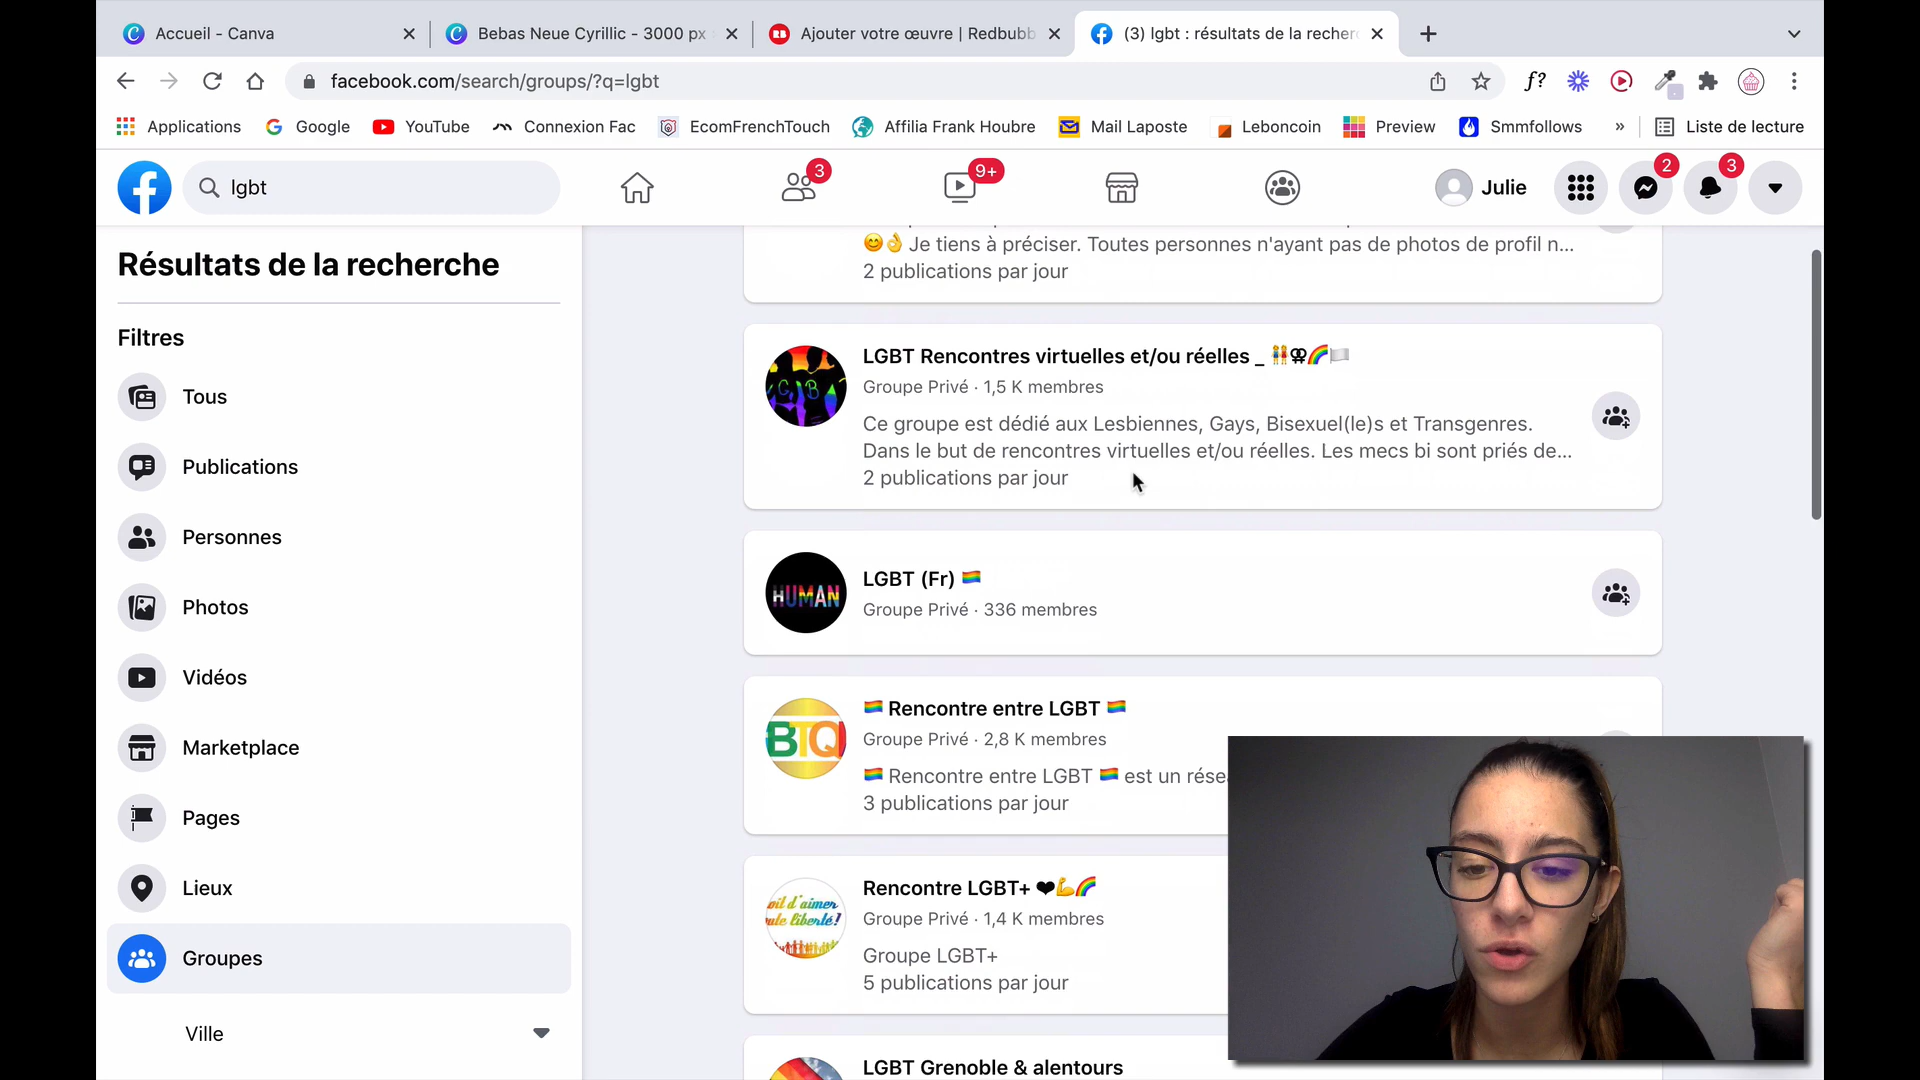 Accueil - Canva
Bebas Neue Cyrillic - 3000 px
Ajouter votre œuvre | Redbubb
(3) lgbt : résultats de la recher
facebook.com/search/groups/?q=lgbt
f?
Applications
Google
YouTube
Connexion Fac
EcomFrenchTouch
Affilia Frank Houbre
Mail Laposte
Leboncoin
Preview
Smmfollows
»
Liste de lecture
lgbt
3
9+
Julie
2
3
Résultats de la recherche
Filtres
Tous
Publications
Personnes
Photos
Vidéos
Marketplace
Pages
Lieux
Groupes
Ville
😊👌 Je tiens à préciser. Toutes personnes n'ayant pas de photos de profil n...
2 publications par jour
LGBT Rencontres virtuelles et/ou réelles _ 👭⚢🌈🏳
Groupe Privé · 1,5 K membres
Ce groupe est dédié aux Lesbiennes, Gays, Bisexuel(le)s et Transgenres.
Dans le but de rencontres virtuelles et/ou réelles. Les mecs bi sont priés de...
2 publications par jour
HUMAN
LGBT (Fr) 🏳️‍🌈
Groupe Privé · 336 membres
BTQ
🏳️‍🌈 Rencontre entre LGBT 🏳️‍🌈
Groupe Privé · 2,8 K membres
🏳️‍🌈 Rencontre entre LGBT 🏳️‍🌈 est un rése
3 publications par jour
oit d'aimer
ute liberté!
Rencontre LGBT+ ❤💪🌈
Groupe Privé · 1,4 K membres
Groupe LGBT+
5 publications par jour
LGBT Grenoble & alentours